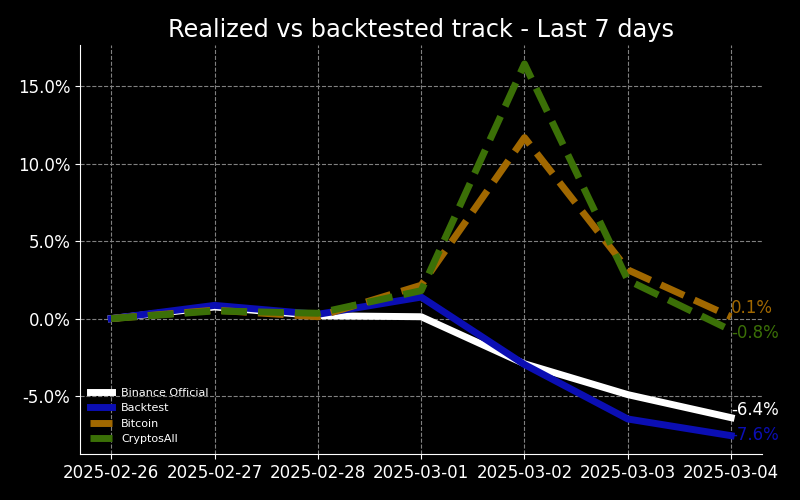 Realized vs backtested track - Last 7 days
15.0%
10.0%
5.0%
0.0%
-5.0%
0.1%
-0.8%
-6.4%
-7.6%
Binance Official
Backtest
Bitcoin
CryptosAll
2025-02-26 2025-02-27 2025-02-28 2025-03-01 2025-03-02 2025-03-03 2025-03-04